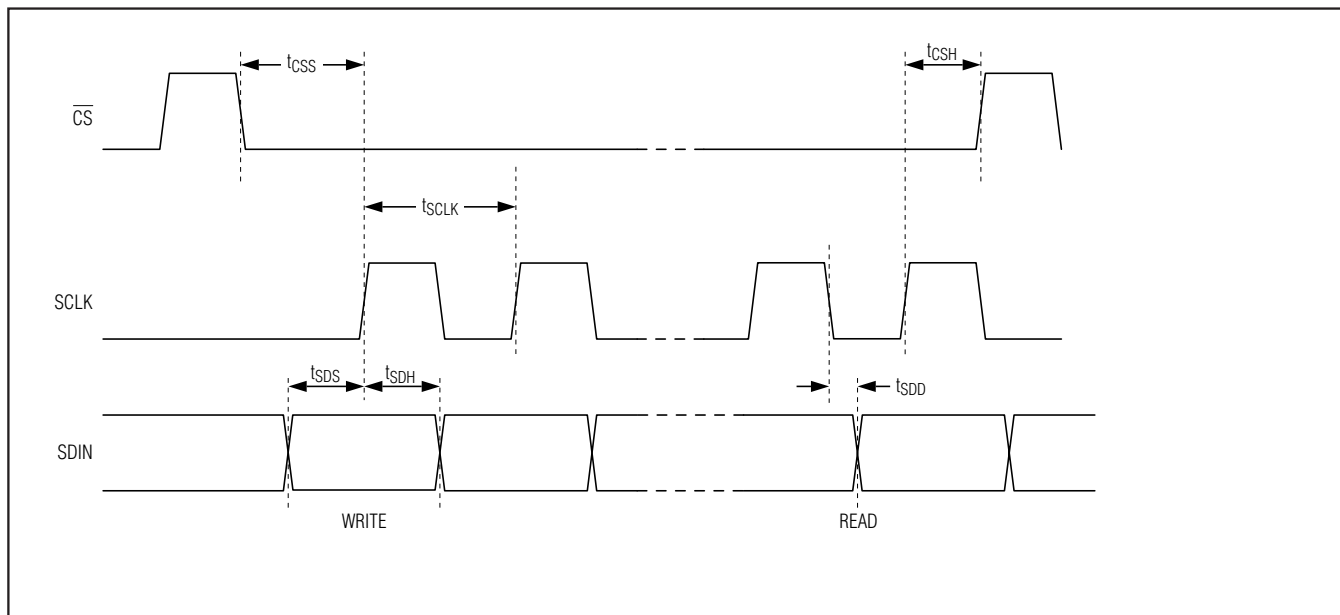 tCSS
tCSH
CS
tSCLK
SCLK
tSDS
tSDH
tSDD
SDIN
WRITE
READ